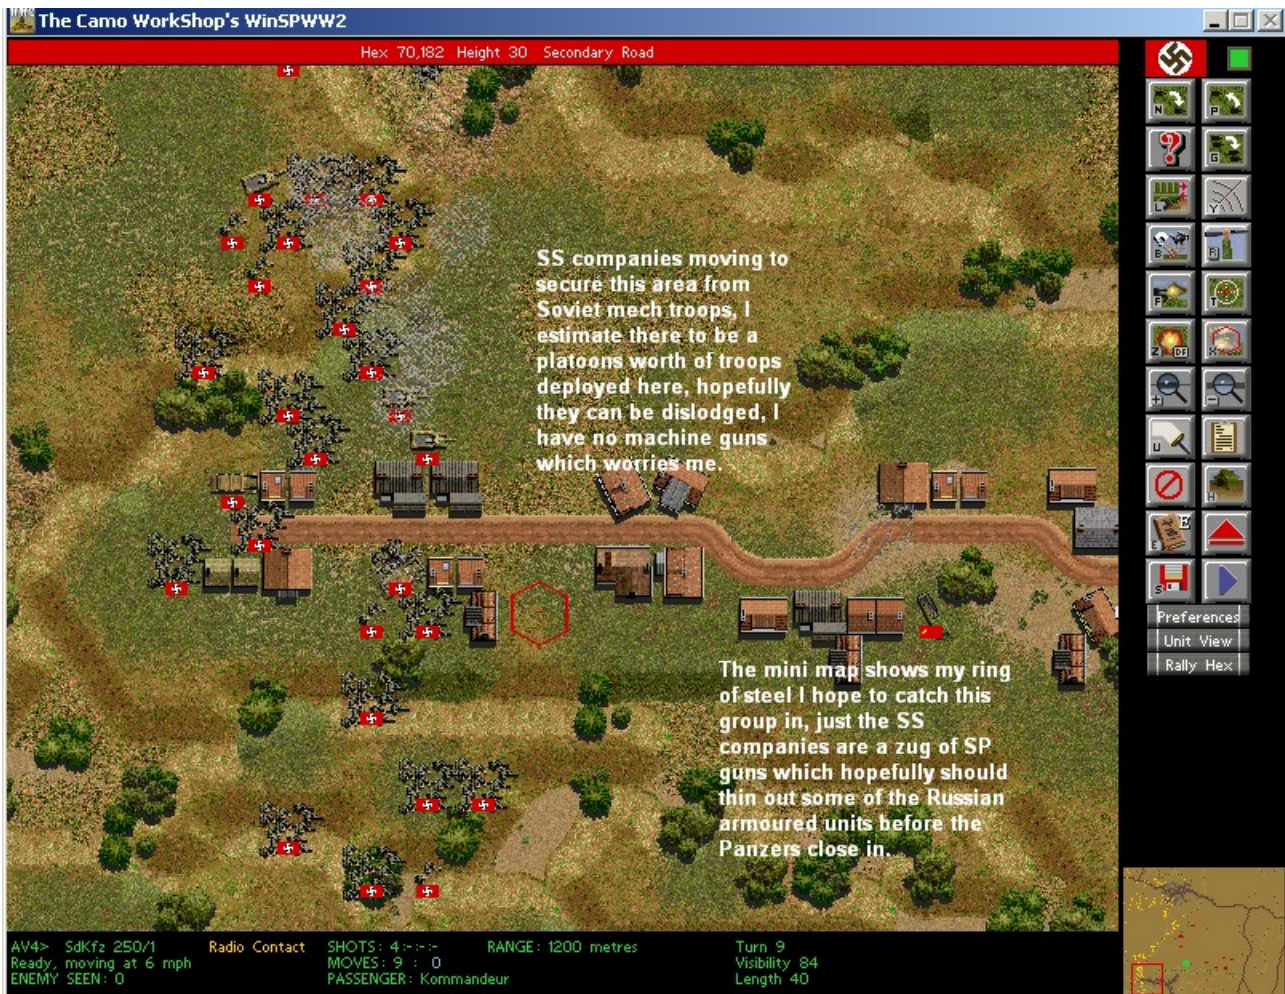 The Camo WorkShop's WinSPWW2
Hex 70,182 Height 30 Secondary Road
SS companies moving to
secure this area from
Soviet mech troops, I
estimate there to be a
platoons worth of troops
deployed here, hopefully
they can be dislodged, I
have no machine guns
which worries me.
The mini map shows my ring
of steel I hope to catch this
group in, just the SS
companies are a zug of SP
guns which hopefully should
thin out some of the Russian
armoured units before the
Panzers close in.
N
P
G
Y
B
R
F
T
Z DF
X
U
H
E
E
S
Preferences
Unit View
Rally Hex
AV4> SdKfz 250/1 Radio Contact SHOTS: 4:-:-:- RANGE: 1200 metres Turn 9
Ready, moving at 6 mph MOVES: 9 : 0 Visibility 84
ENEMY SEEN: 0 PASSENGER: Kommandeur Length 40